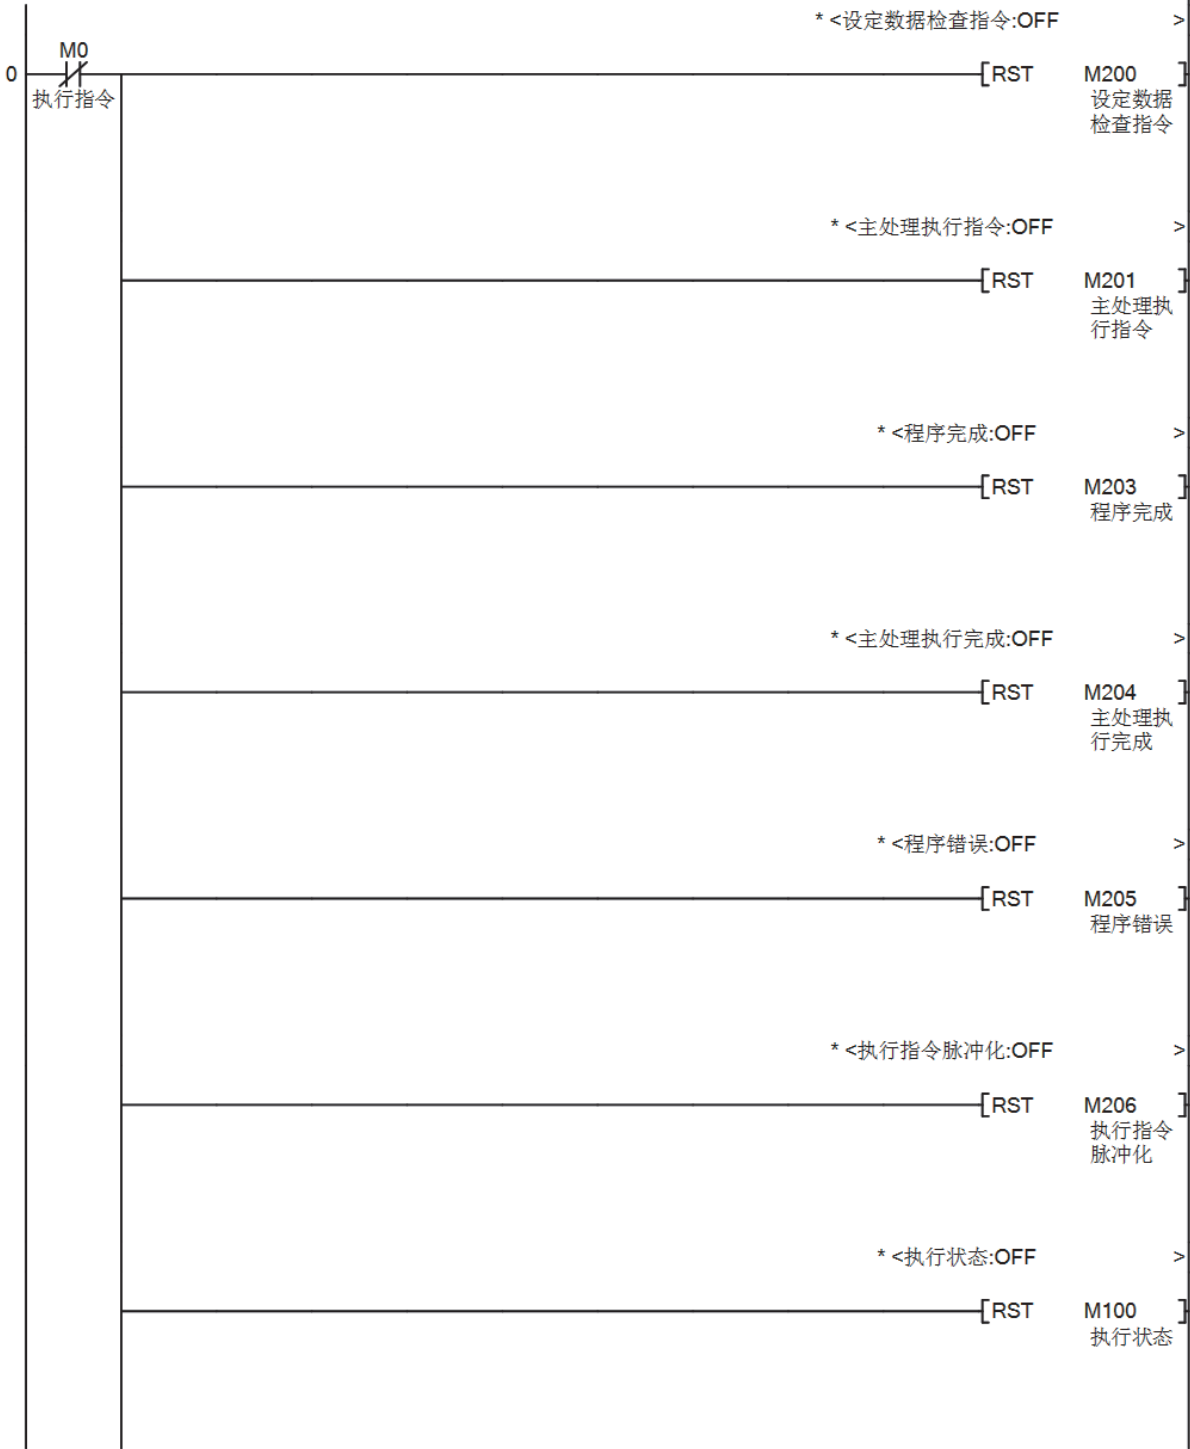 * <设定数据检查指令:OFF >
M0
0 [RST M200 ]
执行指令 设定数据
检查指令
* <主处理执行指令:OFF >
[RST M201 ]
主处理执
行指令
* <程序完成:OFF >
[RST M203 ]
程序完成
* <主处理执行完成:OFF >
[RST M204 ]
主处理执
行完成
* <程序错误:OFF >
[RST M205 ]
程序错误
* <执行指令脉冲化:OFF >
[RST M206 ]
执行指令
脉冲化
* <执行状态:OFF >
[RST M100 ]
执行状态